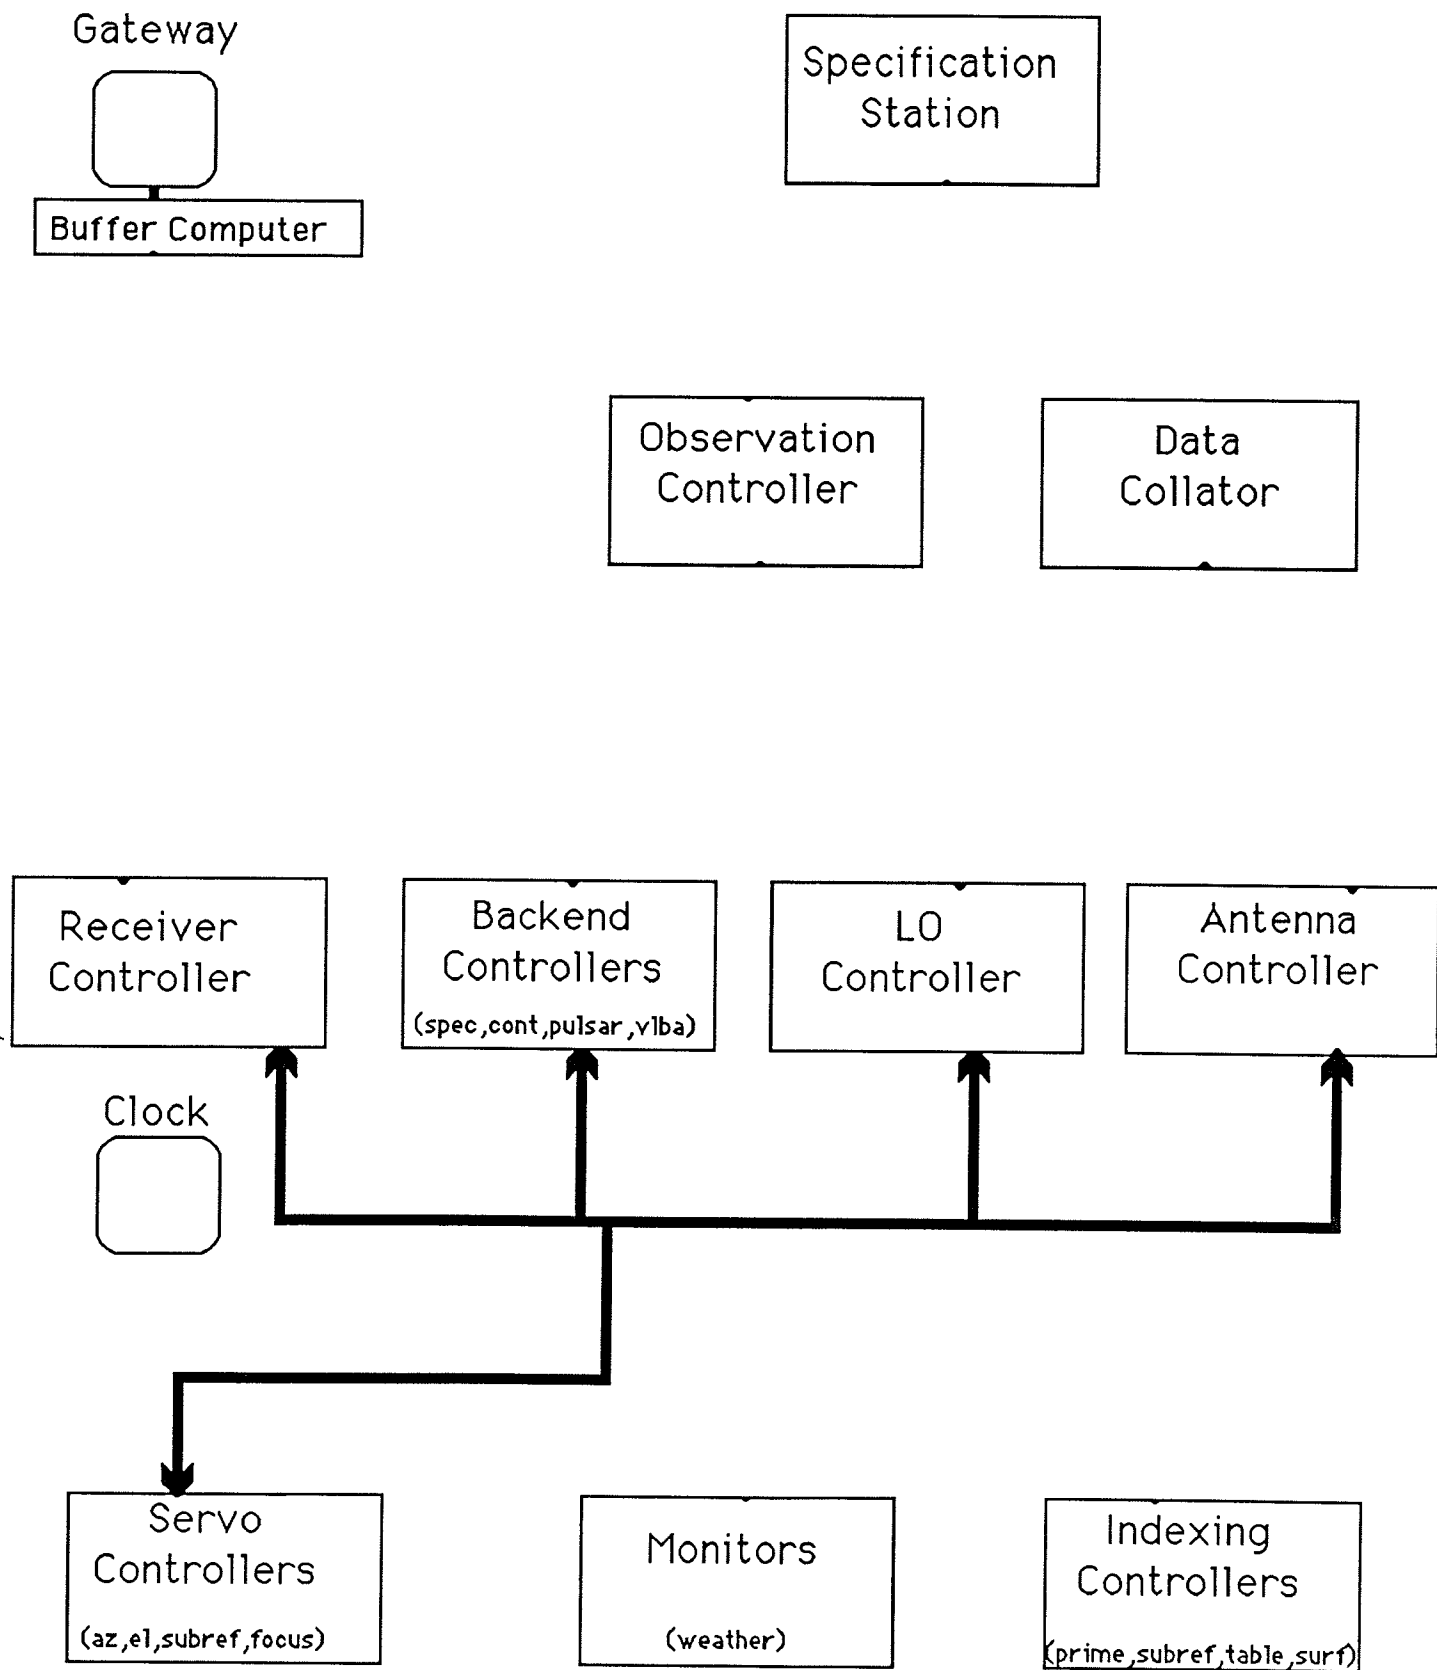 Gateway
Specification
Station
Buffer Computer
Observation
Controller
Data
Collator
Receiver
Controller
Backend
Controllers
(spec,cont,pulsar,vlba)
LO
Controller
Antenna
Controller
Clock
Servo
Controllers
(az,el,subref,focus)
Monitors
(weather)
Indexing
Controllers
(prime,subref,table,surf)